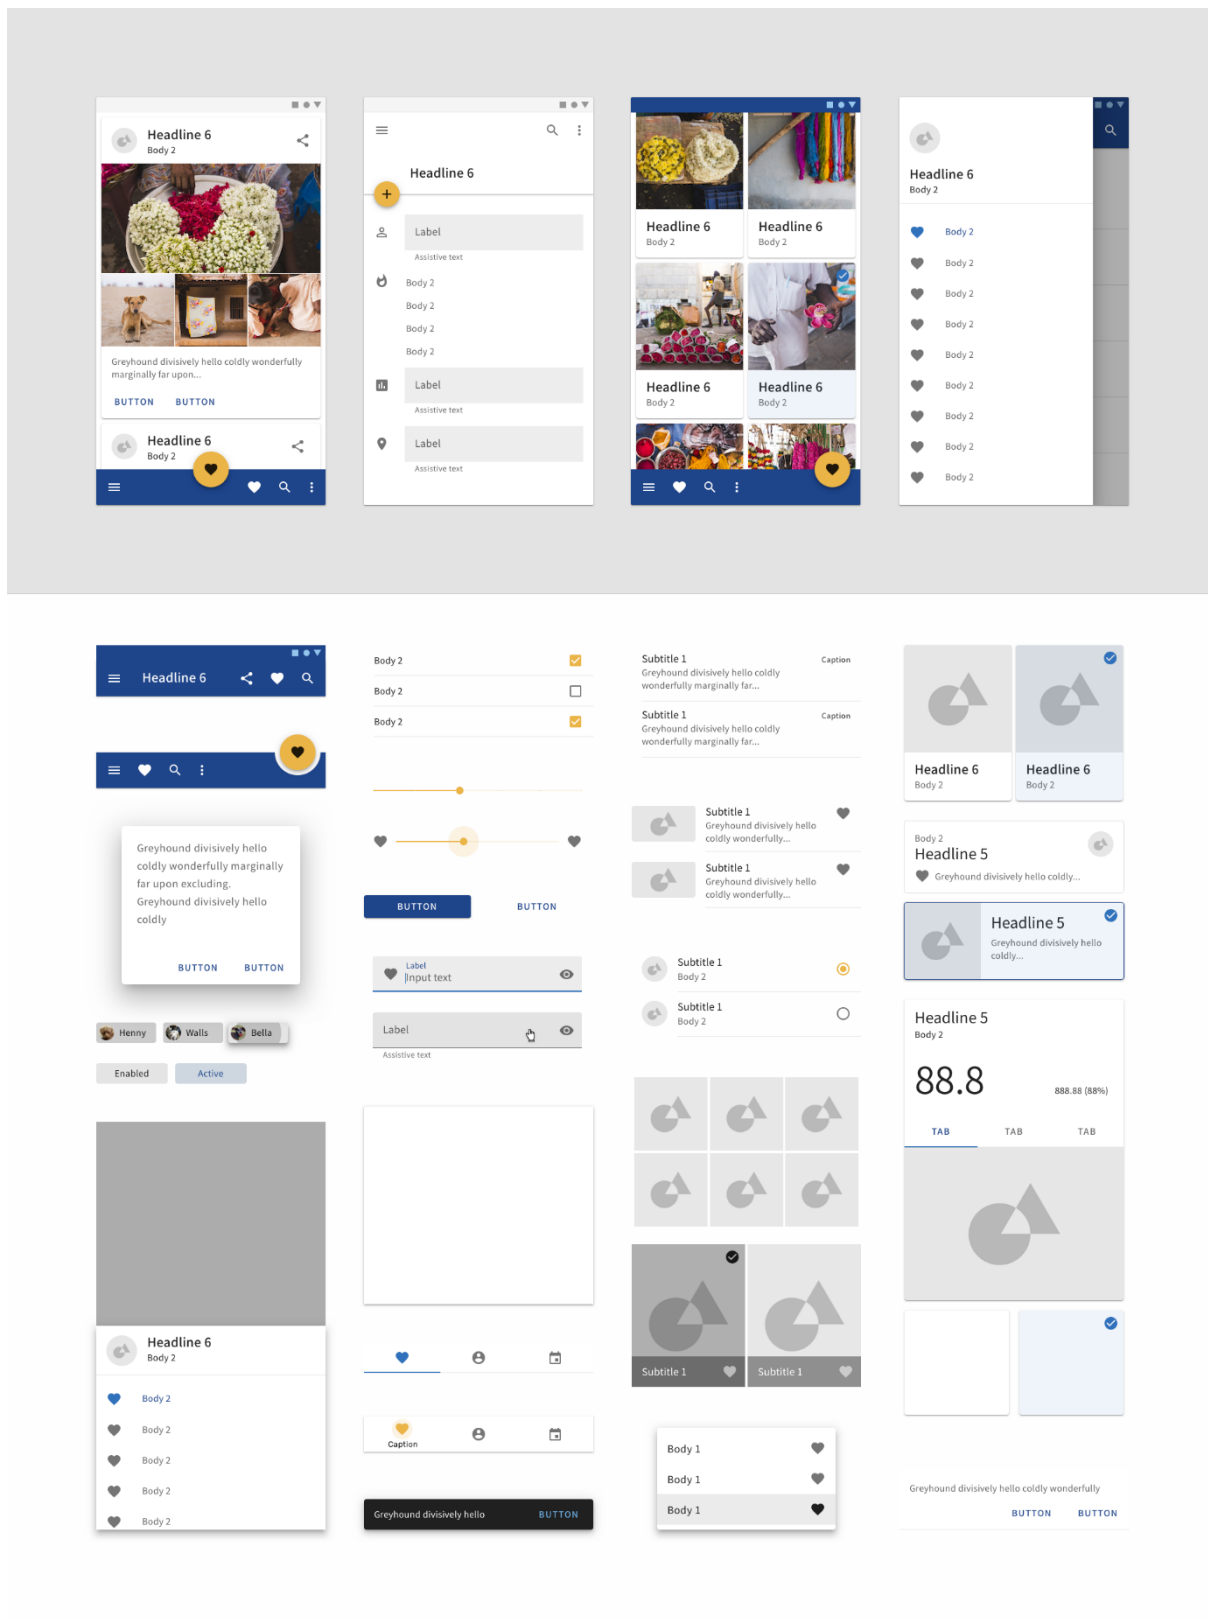 Headline 6
Body 2
Greyhound divisively hello coldly wonderfully
marginally far upon...
BUTTON BUTTON
Headline 6
Body 2
Headline 6
Label
Assistive text
Body 2
Body 2
Body 2
Body 2
Label
Assistive text
Label
Assistive text
Headline 6
Body 2
Headline 6
Body 2
Headline 6
Body 2
Headline 6
Body 2
Headline 6
Body 2
Body 2
Body 2
Body 2
Body 2
Body 2
Body 2
Body 2
Body 2
Body 2
Headline 6
Greyhound divisively hello
coldly wonderfully marginally
far upon excluding.
Greyhound divisively hello
coldly
BUTTON BUTTON
Henny Walls Bella
Enabled Active
Headline 6
Body 2
Body 2
Body 2
Body 2
Body 2
Body 2
Body 2
Body 2
Body 2
BUTTON BUTTON
Label
Input text
Label
Assistive text
Caption
Greyhound divisively hello BUTTON
Subtitle 1 Caption
Greyhound divisively hello coldly
wonderfully marginally far...
Subtitle 1 Caption
Greyhound divisively hello coldly
wonderfully marginally far...
Subtitle 1
Greyhound divisively hello
coldly wonderfully...
Subtitle 1
Greyhound divisively hello
coldly wonderfully...
Subtitle 1
Body 2
Subtitle 1
Body 2
Subtitle 1 Subtitle 1
Body 1
Body 1
Body 1
Headline 6
Body 2
Headline 6
Body 2
Body 2
Headline 5
Greyhound divisively hello coldly...
Headline 5
Greyhound divisively hello
coldly...
Headline 5
Body 2
88.8 888.88 (88%)
TAB TAB TAB
Greyhound divisively hello coldly wonderfully
BUTTON BUTTON